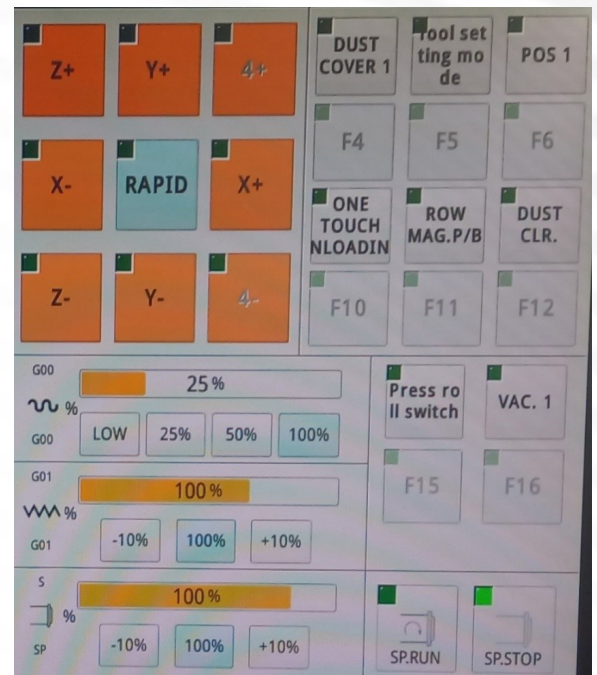 Z+
Y+
4+
X-
RAPID
X+
Z-
Y-
4-
DUST
COVER 1
Tool set
ting mo
de
POS 1
F4
F5
F6
ONE
TOUCH
NLOADIN
ROW
MAG.P/B
DUST
CLR.
F10
F11
F12
G00
25%
%
G00
LOW
25%
50%
100%
G01
100%
%
G01
-10%
100%
+10%
S
100%
%
SP
-10%
100%
+10%
Press ro
ll switch
VAC. 1
F15
F16
SP.RUN
SP.STOP